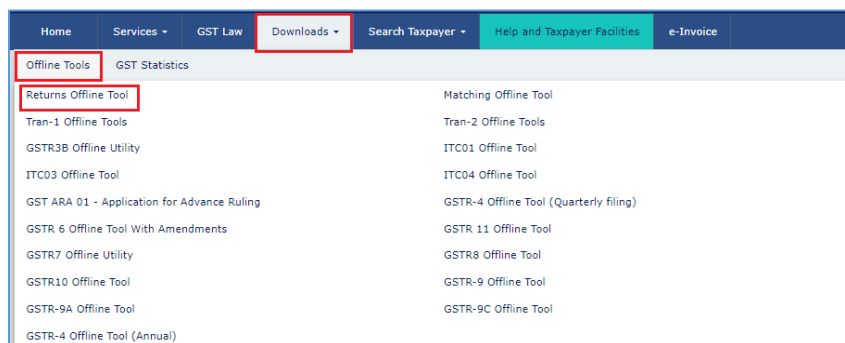 Home Services GST Law Downloads Search Taxpayer Help and Taxpayer Facilities e-Invoice
Offline Tools GST Statistics
Returns Offline Tool Matching Offline Tool
Tran-1 Offline Tools Tran-2 Offline Tools
GSTR3B Offline Utility ITC01 Offline Tool
ITC03 Offline Tool ITC04 Offline Tool
GST ARA 01 - Application for Advance Ruling GSTR-4 Offline Tool (Quarterly filing)
GSTR 6 Offline Tool With Amendments GSTR 11 Offline Tool
GSTR7 Offline Utility GSTR8 Offline Tool
GSTR10 Offline Tool GSTR-9 Offline Tool
GSTR-9A Offline Tool GSTR-9C Offline Tool
GSTR-4 Offline Tool (Annual)